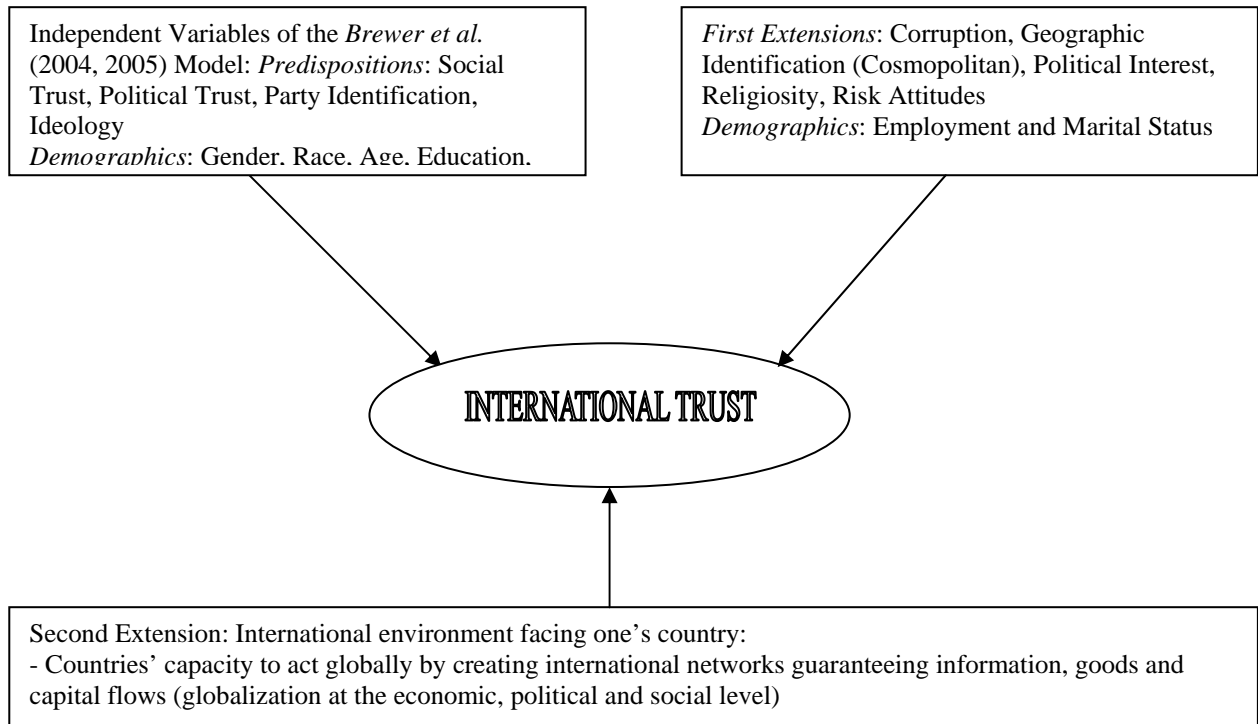 Independent Variables of the Brewer et al.
(2004, 2005) Model: Predispositions: Social
Trust, Political Trust, Party Identification,
Ideology
Demographics: Gender, Race, Age, Education,
First Extensions: Corruption, Geographic
Identification (Cosmopolitan), Political Interest,
Religiosity, Risk Attitudes
Demographics: Employment and Marital Status
INTERNATIONAL TRUST
Second Extension: International environment facing one’s country:
- Countries’ capacity to act globally by creating international networks guaranteeing information, goods and
capital flows (globalization at the economic, political and social level)